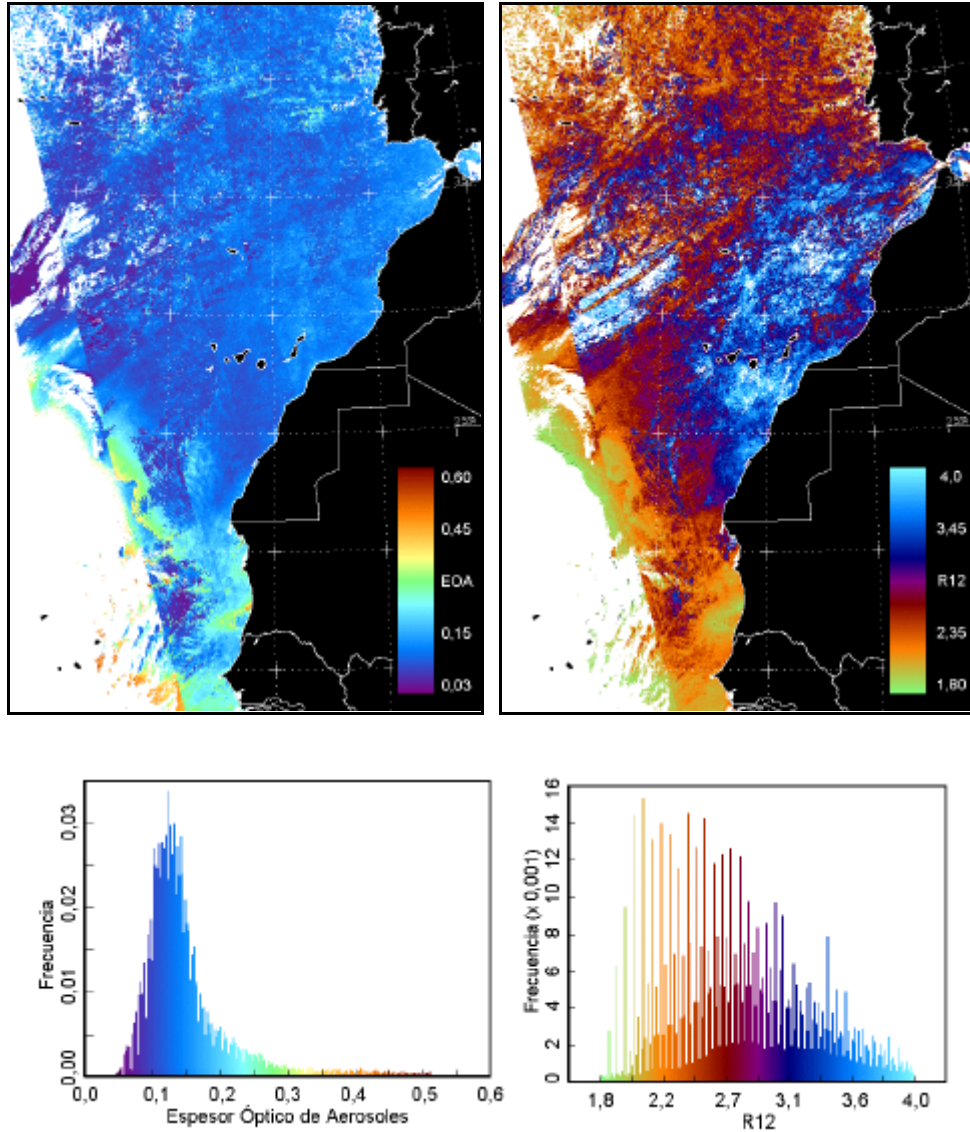 0,60
0,45
EOA
0,15
0,03
4,0
3,45
R12
2,35
1,80
Frecuencia
0,03
0,02
0,01
0,00
0,0 0,1 0,2 0,3 0,4 0,5 0,6
Espesor Óptico de Aerosoles
Frecuencia (x 0,001)
16
14
12
10
8
6
4
2
0
1,8 2,2 2,7 3,1 3,6 4,0
R12